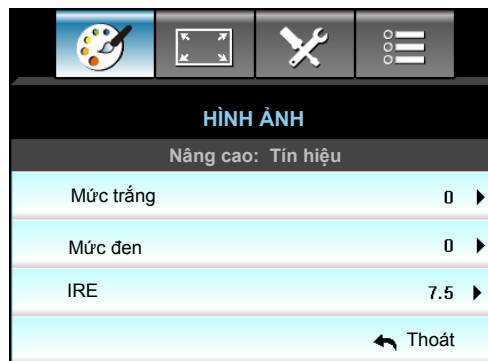 HÌNH ẢNH
Nâng cao: Tín hiệu
Mức trắng 0
Mức đen 0
IRE 7.5
Thoát